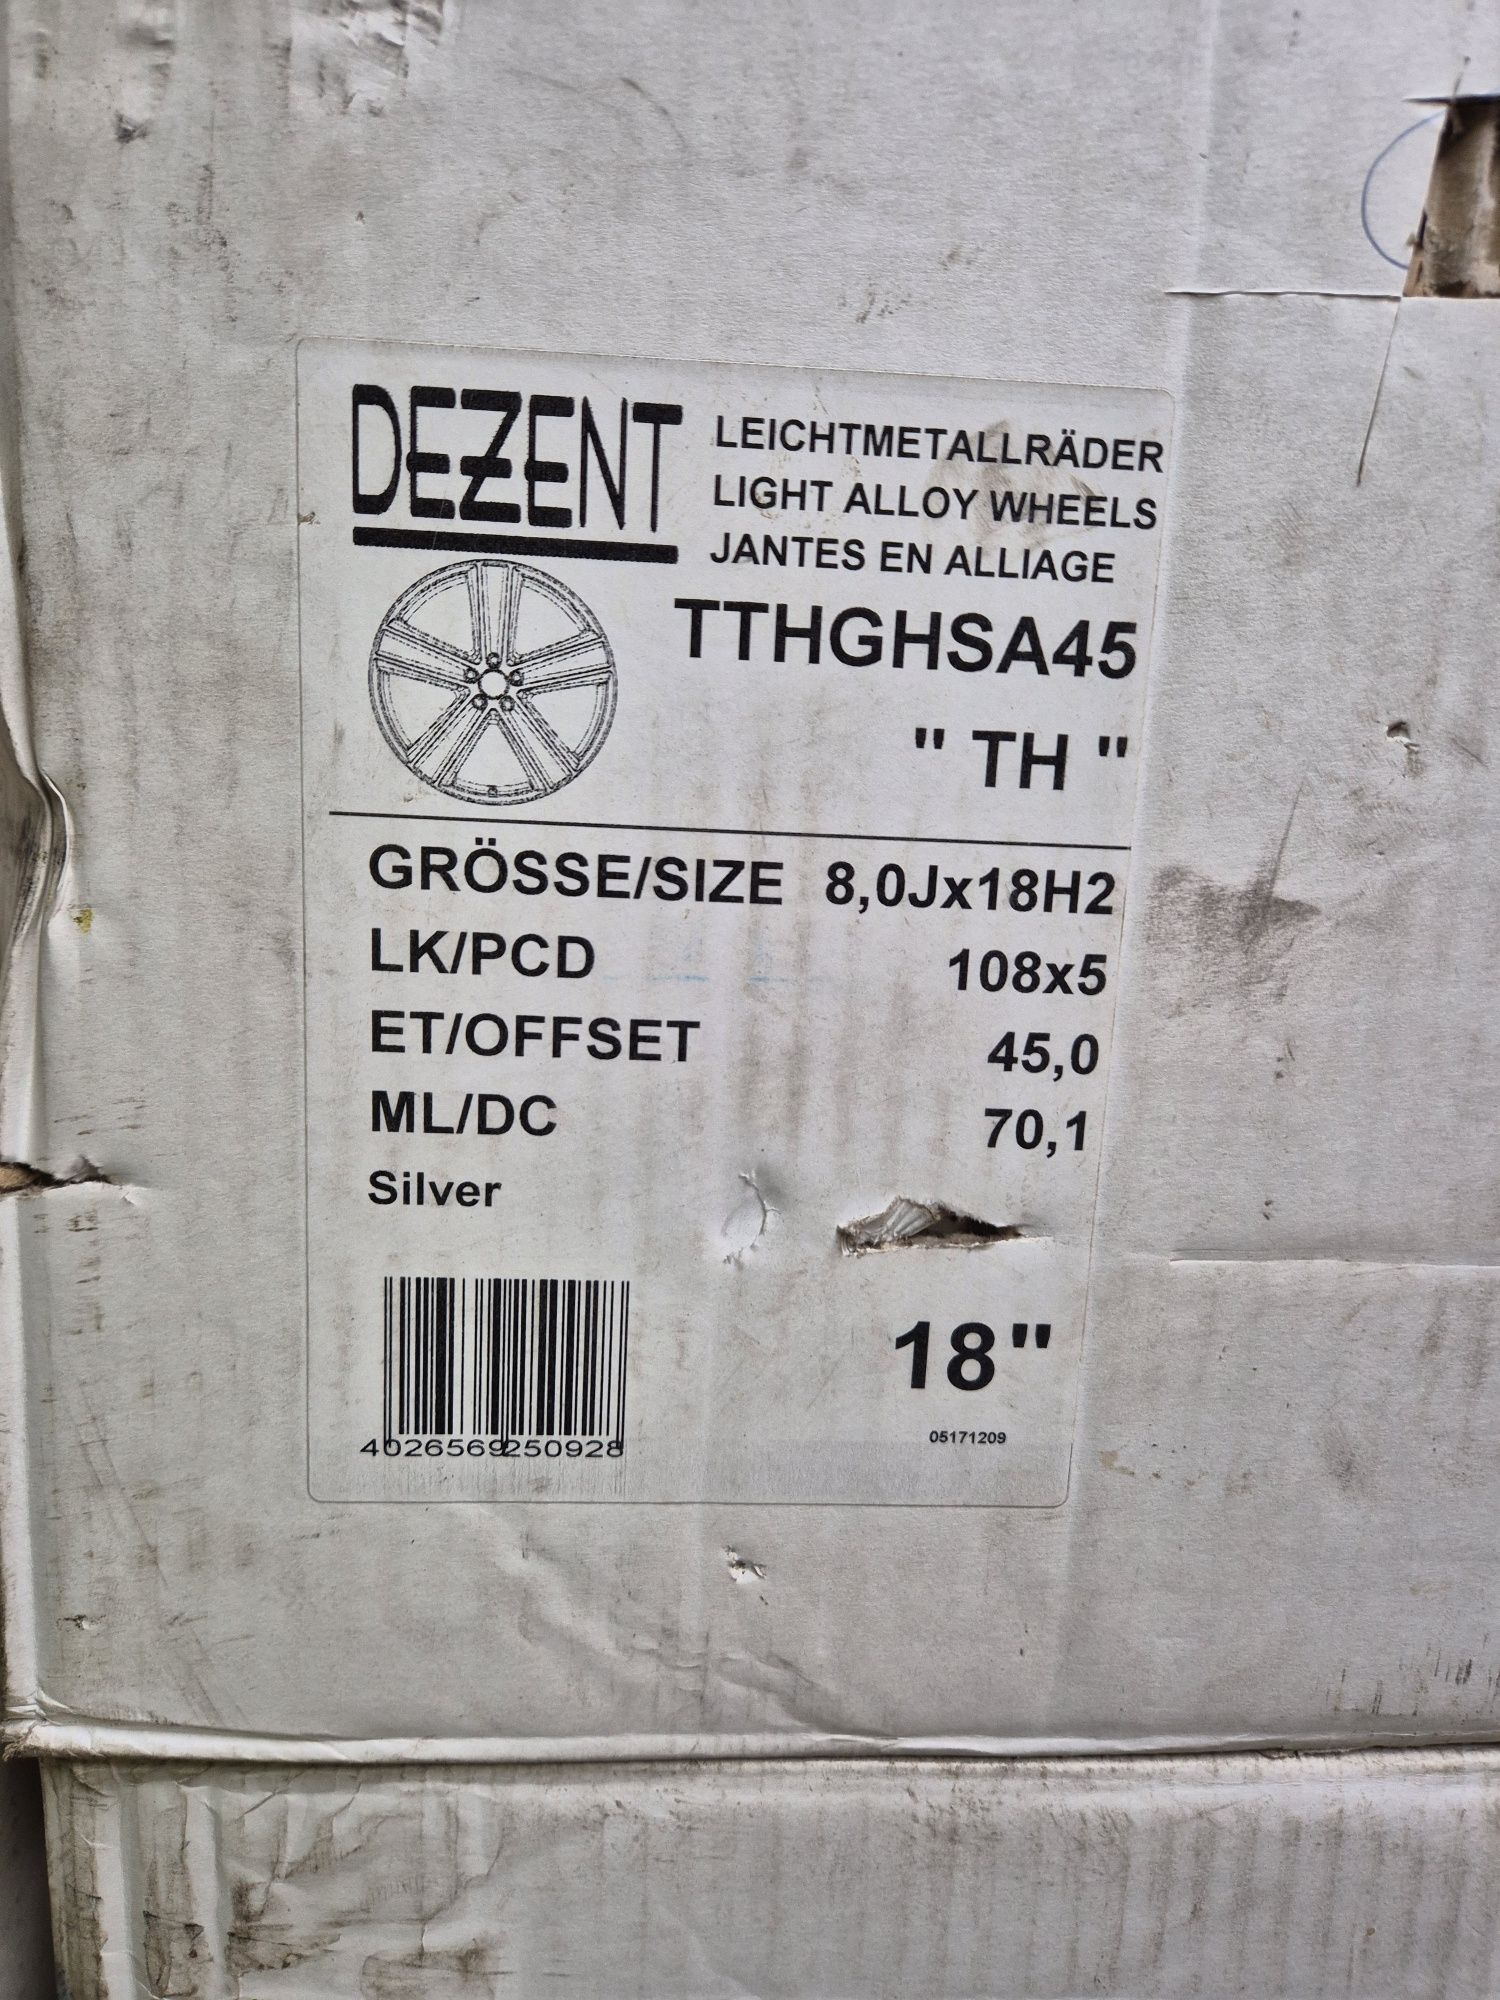 DEZENT
LEICHTMETALLRÄDER
LIGHT ALLOY WHEELS
JANTES EN ALLIAGE
TTHGHSA45
" TH "
GRÖSSE/SIZE 8,0Jx18H2
LK/PCD 108x5
ET/OFFSET 45,0
ML/DC 70,1
Silver
18"
4026569250928
05171209